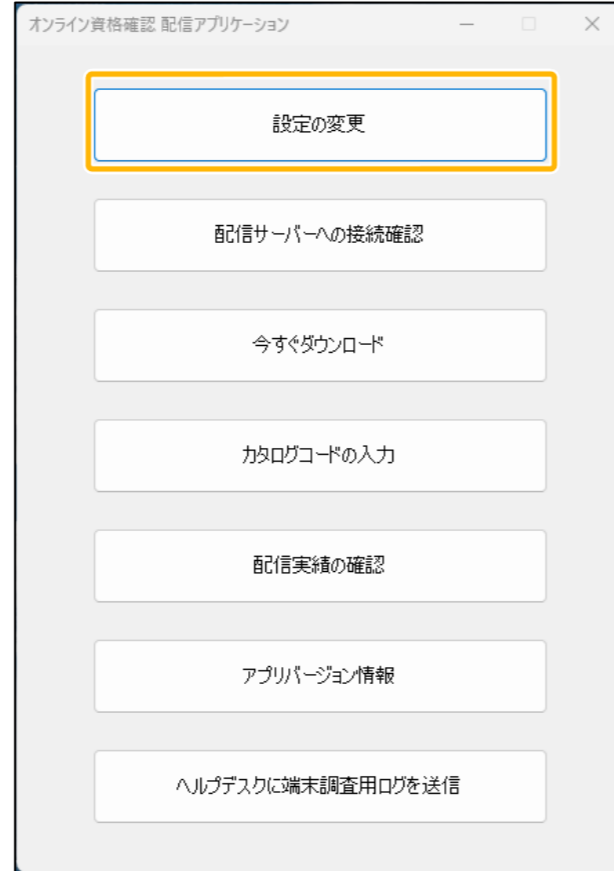 オンライン資格確認 配信アプリケーション
設定の変更
配信サーバーへの接続確認
今すぐダウンロード
カタログコードの入力
配信実績の確認
アプリバージョン情報
ヘルプデスクに端末調査用ログを送信